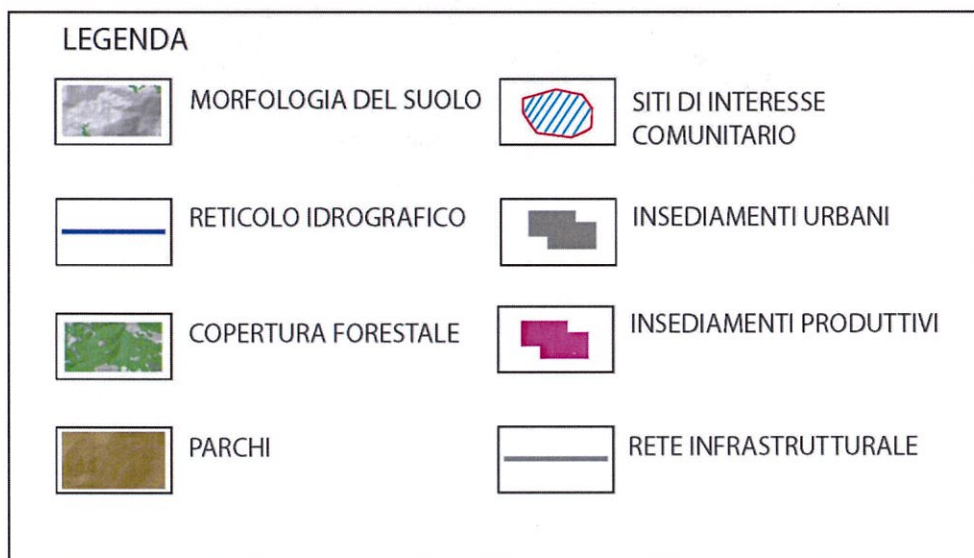 LEGENDA
MORFOLOGIA DEL SUOLO
RETICOLO IDROGRAFICO
COPERTURA FORESTALE
PARCHI
SITI DI INTERESSE
COMUNITARIO
INSEDIAMENTI URBANI
INSEDIAMENTI PRODUTTIVI
RETE INFRASTRUTTURALE